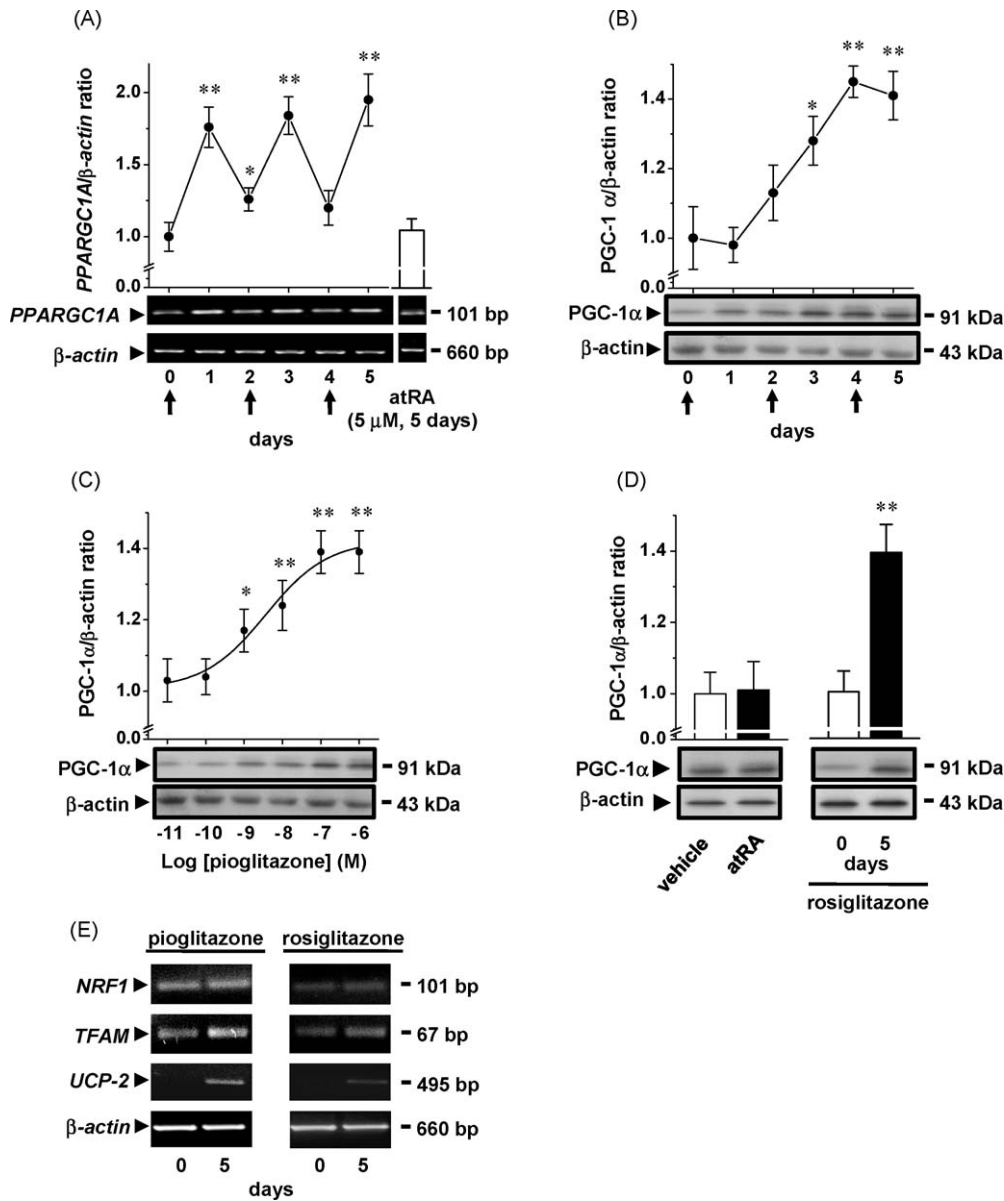 (A)
PPARGC1A/β-actin ratio
** ** **
*
2.0
1.5
1.0
0.0
PPARGC1A 101 bp
β-actin 660 bp
0 1 2 3 4 5
atRA
(5 μM, 5 days)
days
(B)
PGC-1 α/β-actin ratio
** **
*
1.4
1.2
1.0
0.0
PGC-1α 91 kDa
β-actin 43 kDa
0 1 2 3 4 5
days
(C)
PGC-1α/β-actin ratio
** **
**
*
1.4
1.2
1.0
0.0
PGC-1α 91 kDa
β-actin 43 kDa
-11 -10 -9 -8 -7 -6
Log [pioglitazone] (M)
(D)
PGC-1α/β-actin ratio
**
1.4
1.2
1.0
0.0
PGC-1α 91 kDa
β-actin 43 kDa
vehicle atRA
0 5
days
rosiglitazone
(E)
pioglitazone rosiglitazone
NRF1 101 bp
TFAM 67 bp
UCP-2 495 bp
β-actin 660 bp
0 5 0 5
days